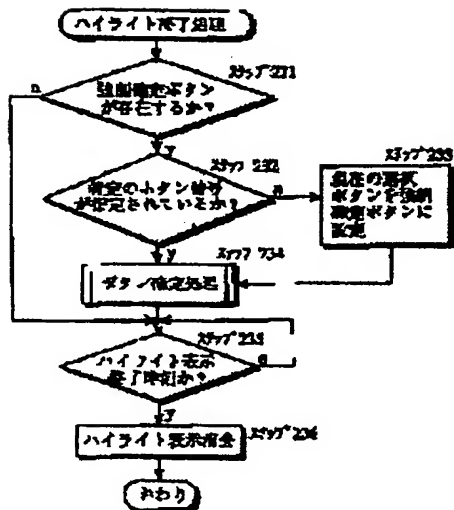 ハイライト終了処理
ステップ231
強制確定ボタン
が存在するか?
n
y
ステップ232
特定のボタン番号
が指定されているか?
n
y
ステップ233
現在の選択
ボタンを強制
確定ボタンに
設定
ステップ234
ボタン確定処理
ステップ235
ハイライト表示
終了時刻か?
n
y
ハイライト表示消去
ステップ236
おわり